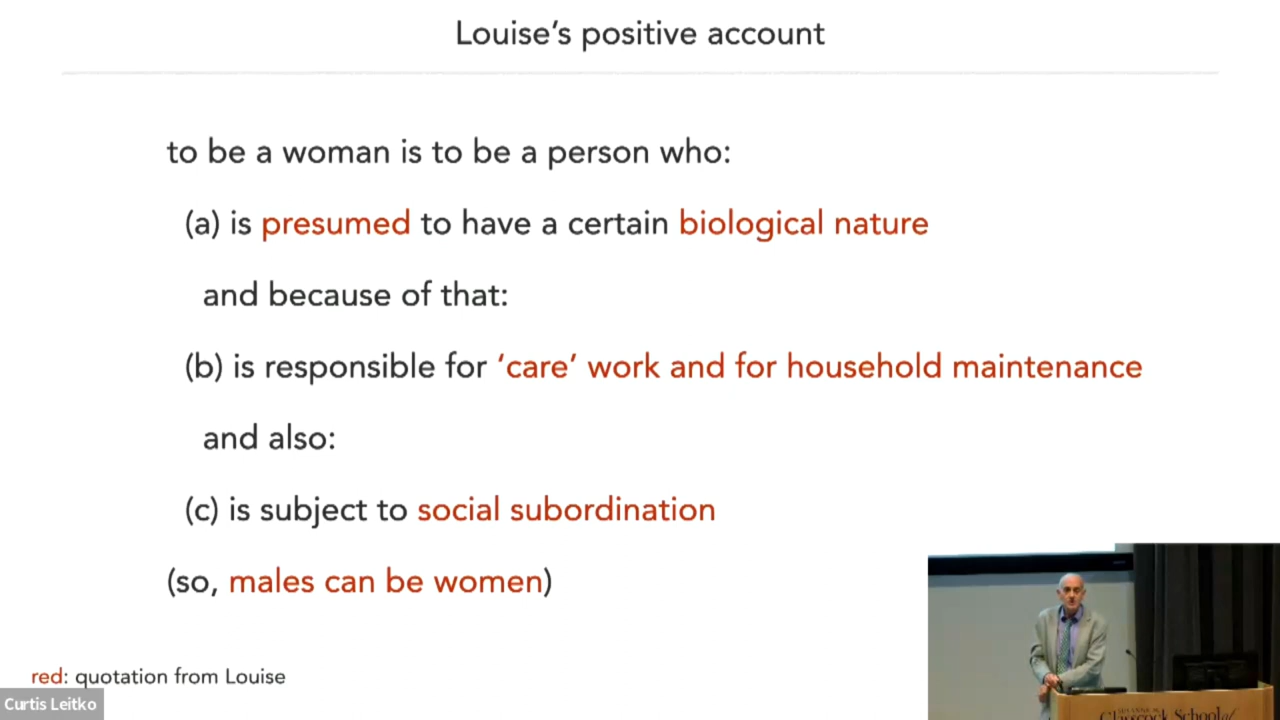 Louise's positive account
to be a woman is to be a person who:
(a) is presumed to have a certain biological nature
and because of that:
(b) is responsible for 'care' work and for household maintenance
and also:
(c) is subject to social subordination
(so, males can be women)
red: quotation from Louise
Curtis Leitko
School of